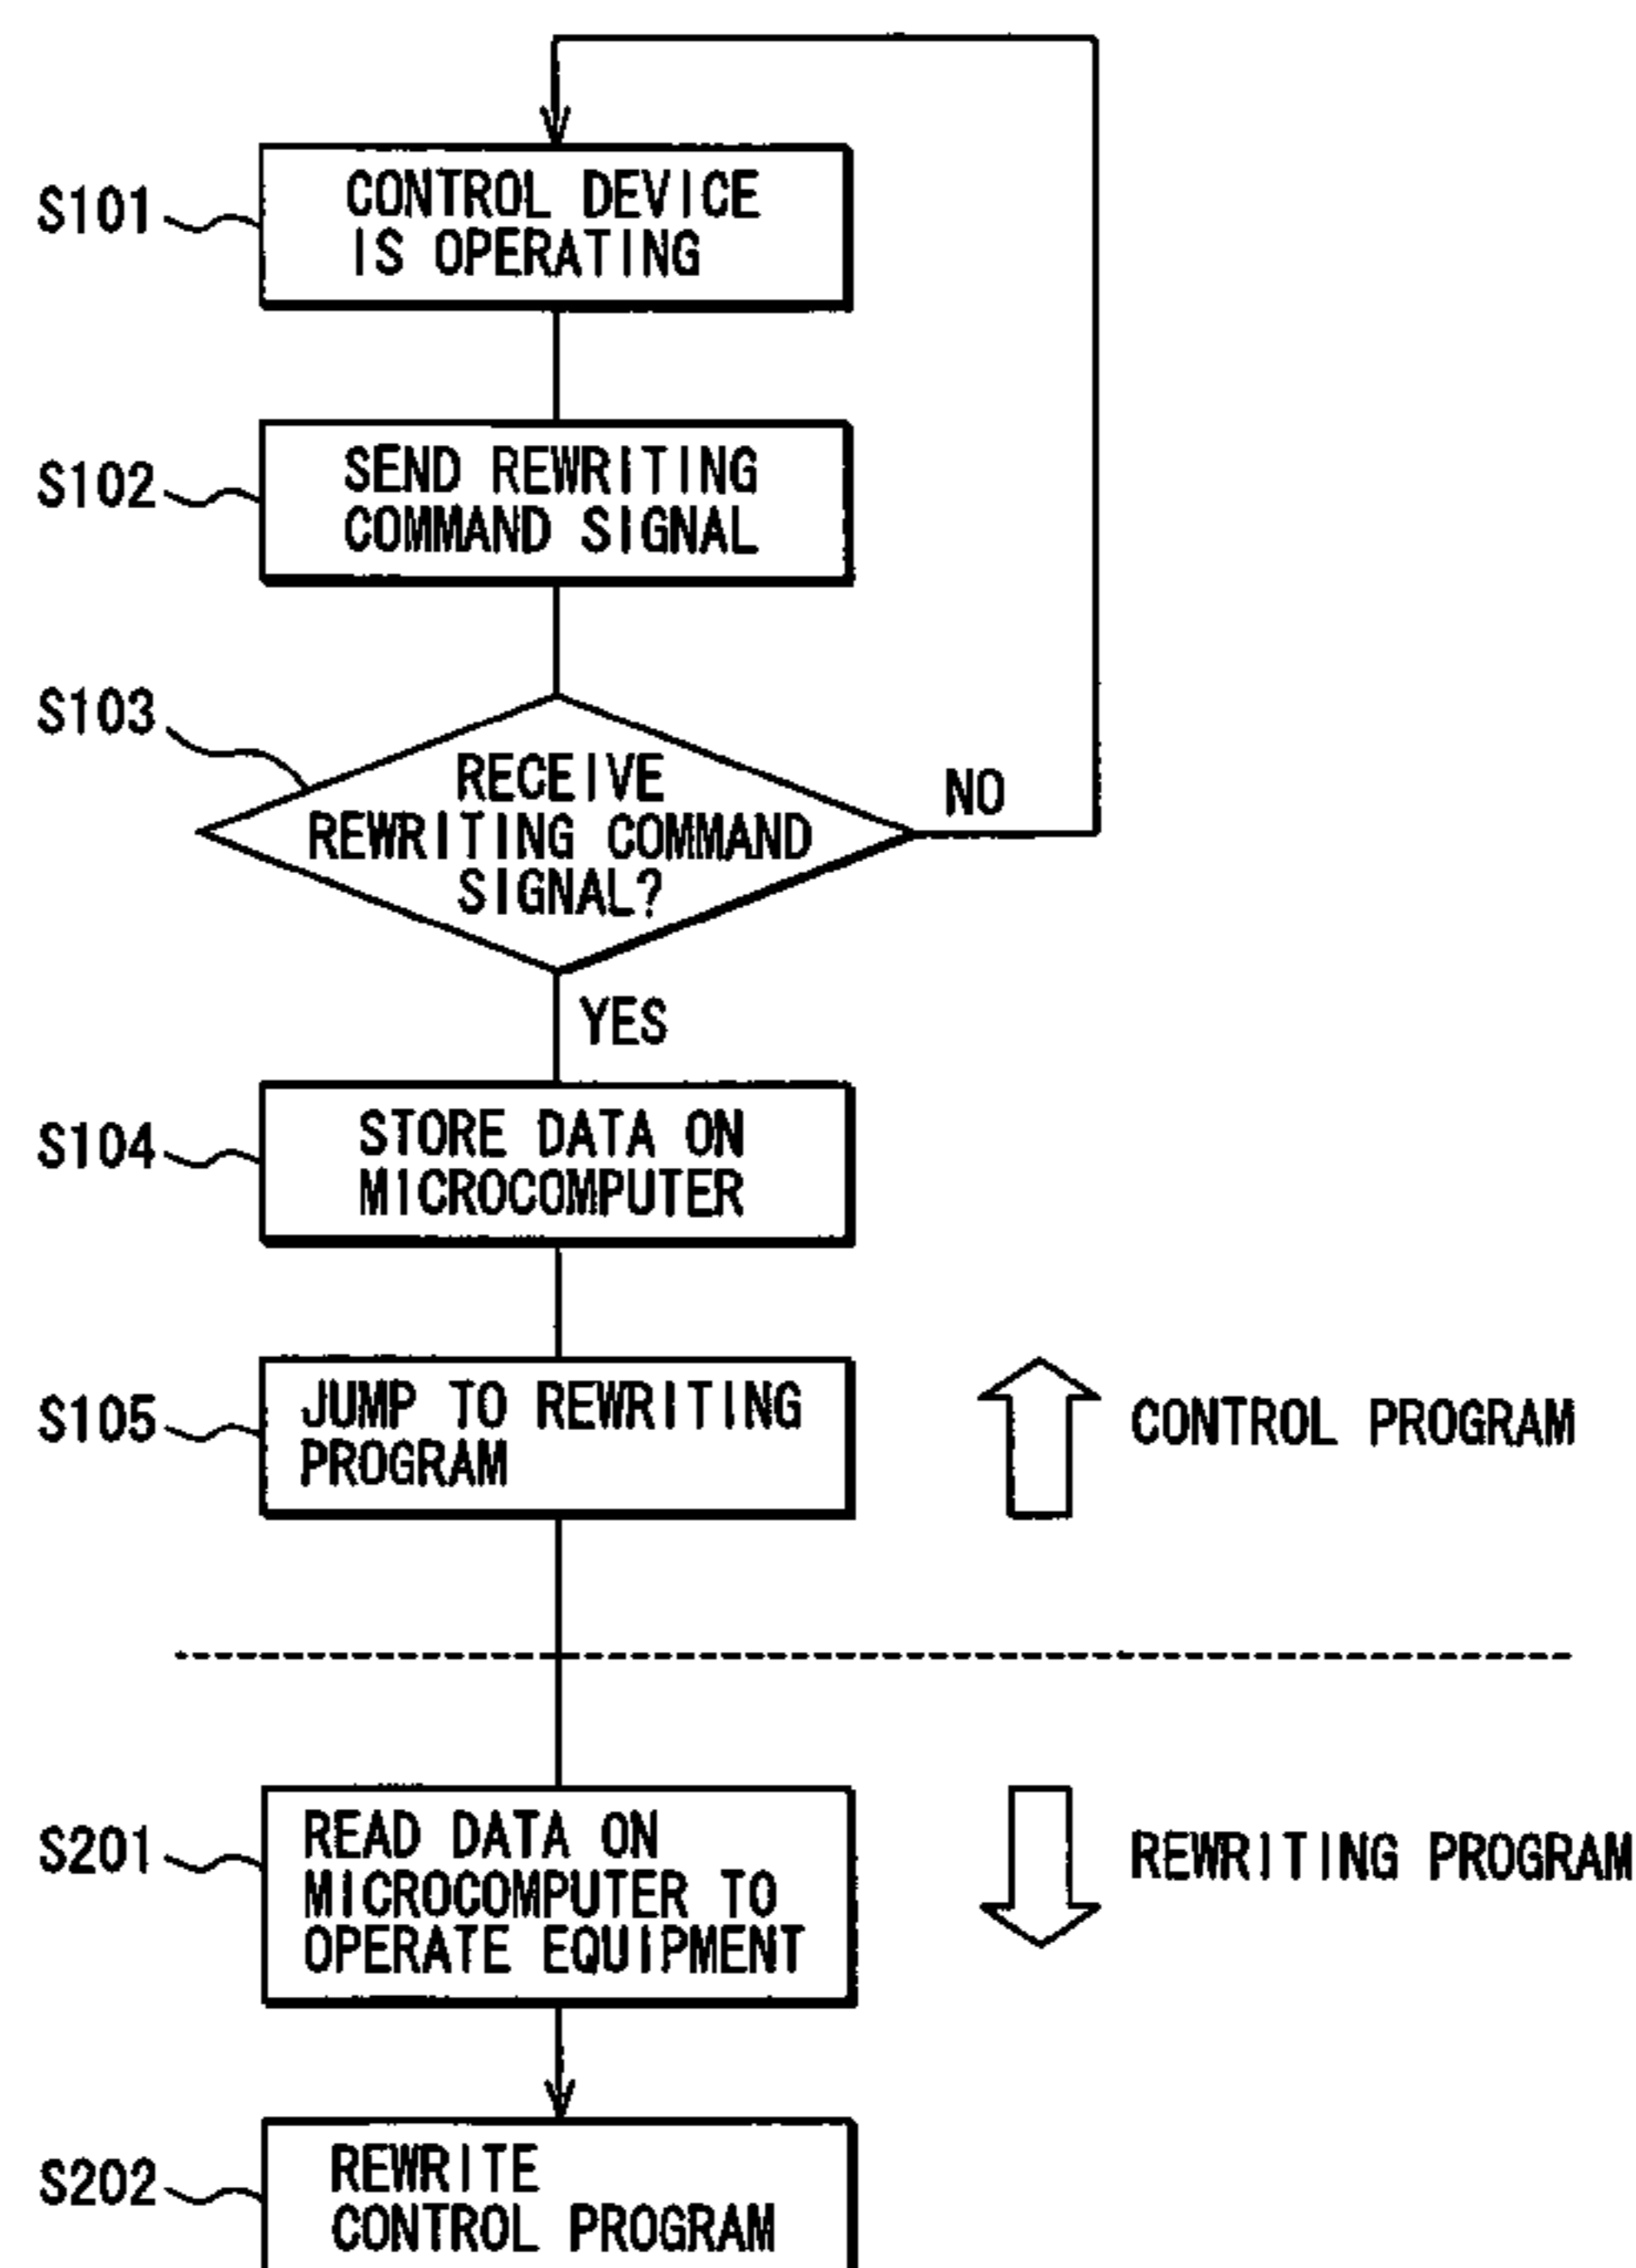 S101
CONTROL DEVICE
IS OPERATING
S102
SEND REWRITING
COMMAND SIGNAL
S103
RECEIVE
REWRITING COMMAND
SIGNAL?
NO
YES
S104
STORE DATA ON
MICROCOMPUTER
S105
JUMP TO REWRITING
PROGRAM
CONTROL PROGRAM
S201
READ DATA ON
MICROCOMPUTER TO
OPERATE EQUIPMENT
REWRITING PROGRAM
S202
REWRITE
CONTROL PROGRAM